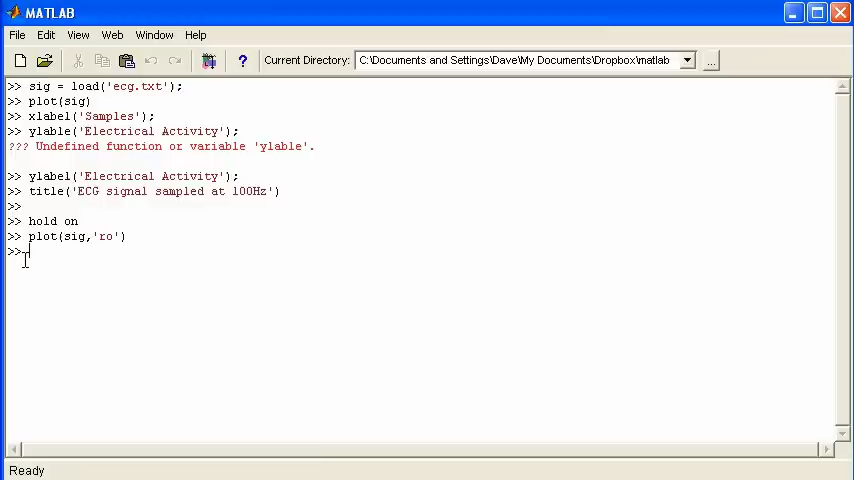 MATLAB
File Edit View Web Window Help
? Current Directory: C:\Documents and Settings\Dave\My Documents\Dropbox\matlab ...
>> sig = load('ecg.txt');
>> plot(sig)
>> xlabel('Samples');
>> ylable('Electrical Activity');
??? Undefined function or variable 'ylable'.
>> ylabel('Electrical Activity');
>> title('ECG signal sampled at 100Hz')
>>
hold on
>> plot(sig,'ro')
>>
Ready